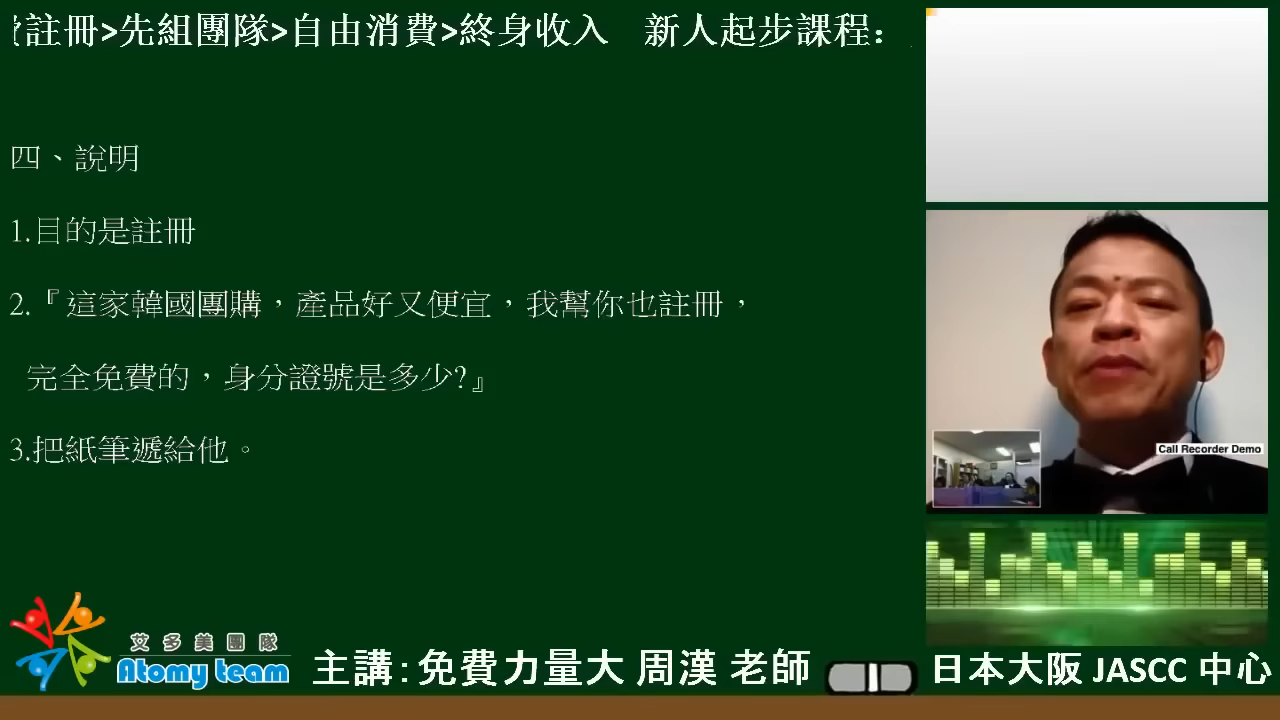 註冊>先組團隊>自由消費>終身收入 新人起步課程：
四、說明
1.目的是註冊
2.『這家韓國團購，產品好又便宜，我幫你也註冊，
完全免費的，身分證號是多少?』
3.把紙筆遞給他。
Call Recorder Demo
艾多美團隊
Atomy team
主講:免費力量大 周漢 老師
日本大阪 JASCC 中心